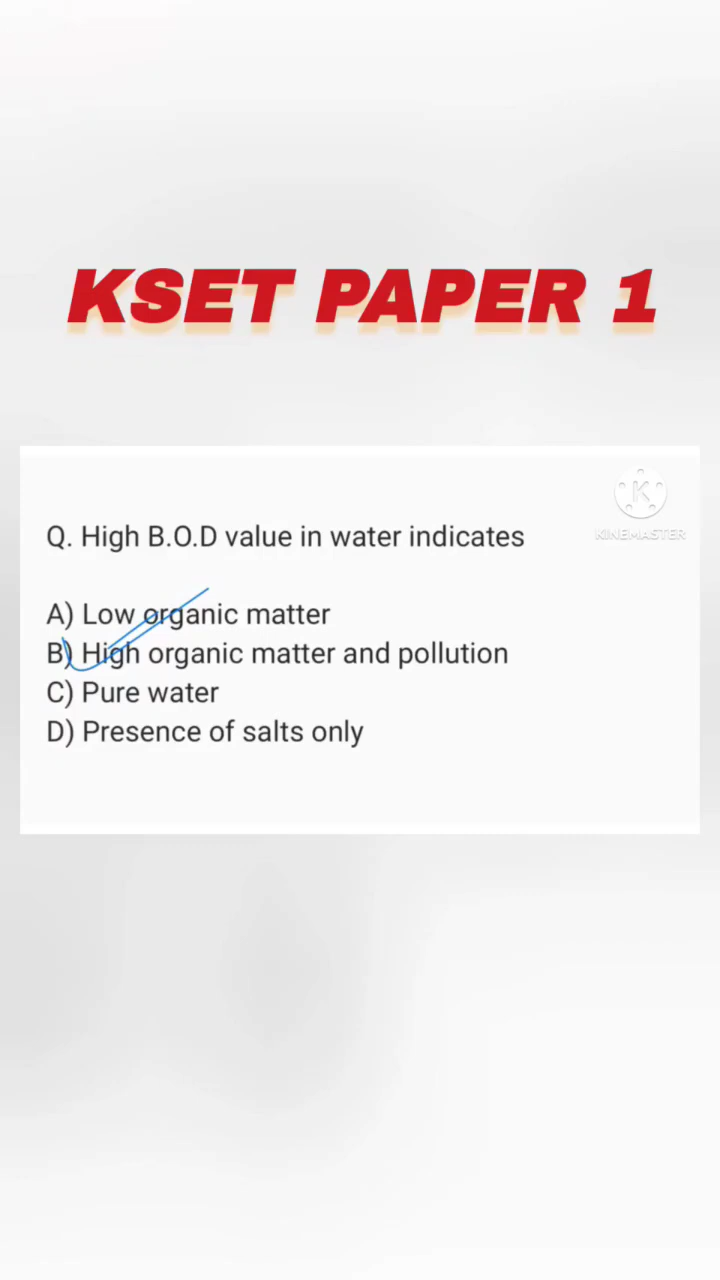 KSET PAPER 1
KINEMASTER
Q. High B.O.D value in water indicates
A) Low organic matter
B) High organic matter and pollution
C) Pure water
D) Presence of salts only